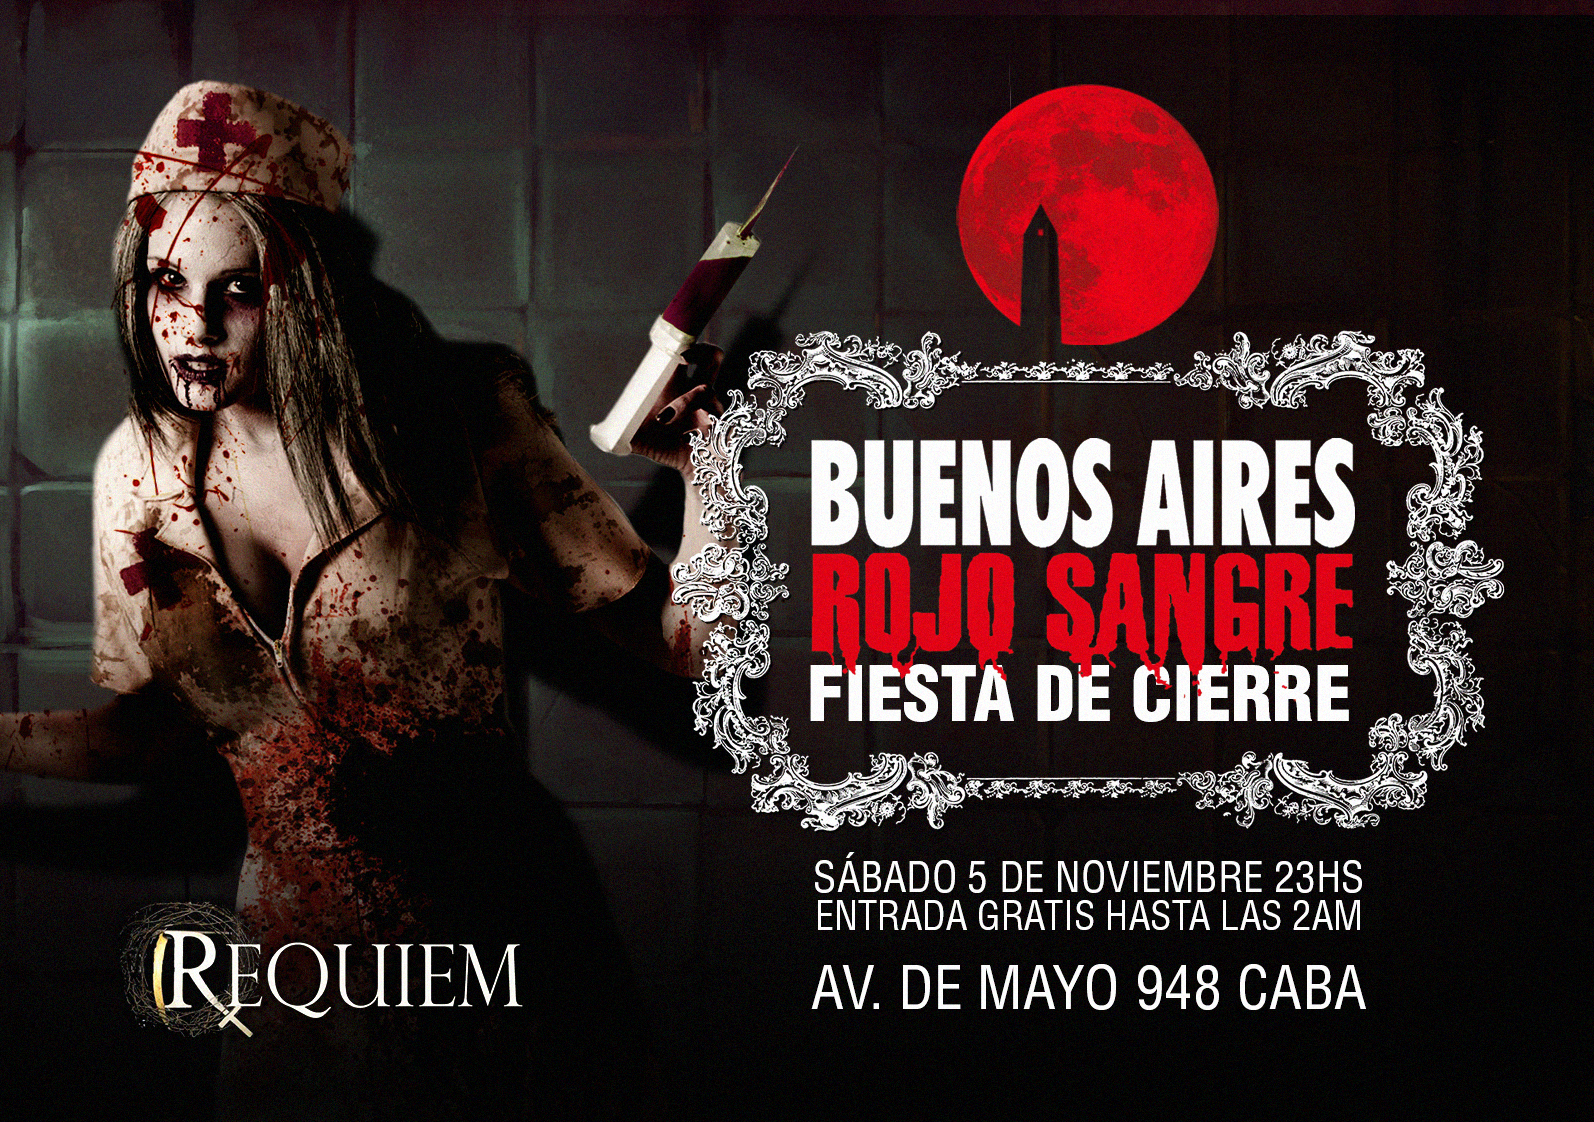 BUENOS AIRES
ROJO SANGRE
FIESTA DE CIERRE
SÁBADO 5 DE NOVIEMBRE 23HS
ENTRADA GRATIS HASTA LAS 2AM
AV. DE MAYO 948 CABA
REQUIEM